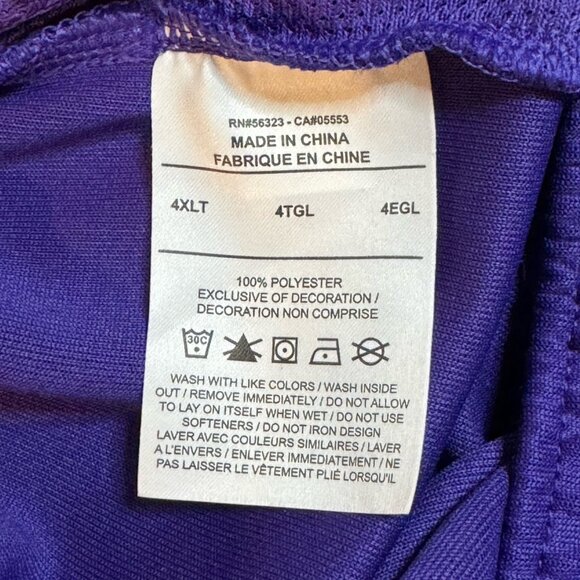 RN#56323 - CA#05553
MADE IN CHINA
FABRIQUE EN CHINE
4XLT 4TGL 4EGL
100% POLYESTER
EXCLUSIVE OF DECORATION /
DECORATION NON COMPRISE
30C
WASH WITH LIKE COLORS / WASH INSIDE
OUT / REMOVE IMMEDIATELY / DO NOT ALLOW
TO LAY ON ITSELF WHEN WET / DO NOT USE
SOFTENERS / DO NOT IRON DESIGN
LAVER AVEC COULEURS SIMILAIRES / LAVER
A L'ENVERS / ENLEVER IMMEDIATEMENT / NE
PAS LAISSER LE VÊTEMENT PLIÉ LORSQU'IL